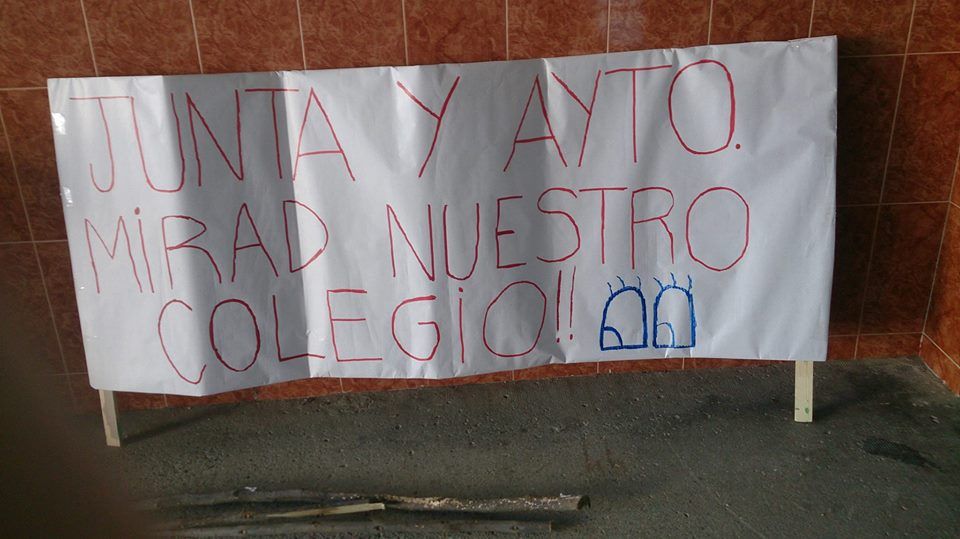 JUNTA Y AYTO.
MiRAD NUESTRO
COLEGiO!!